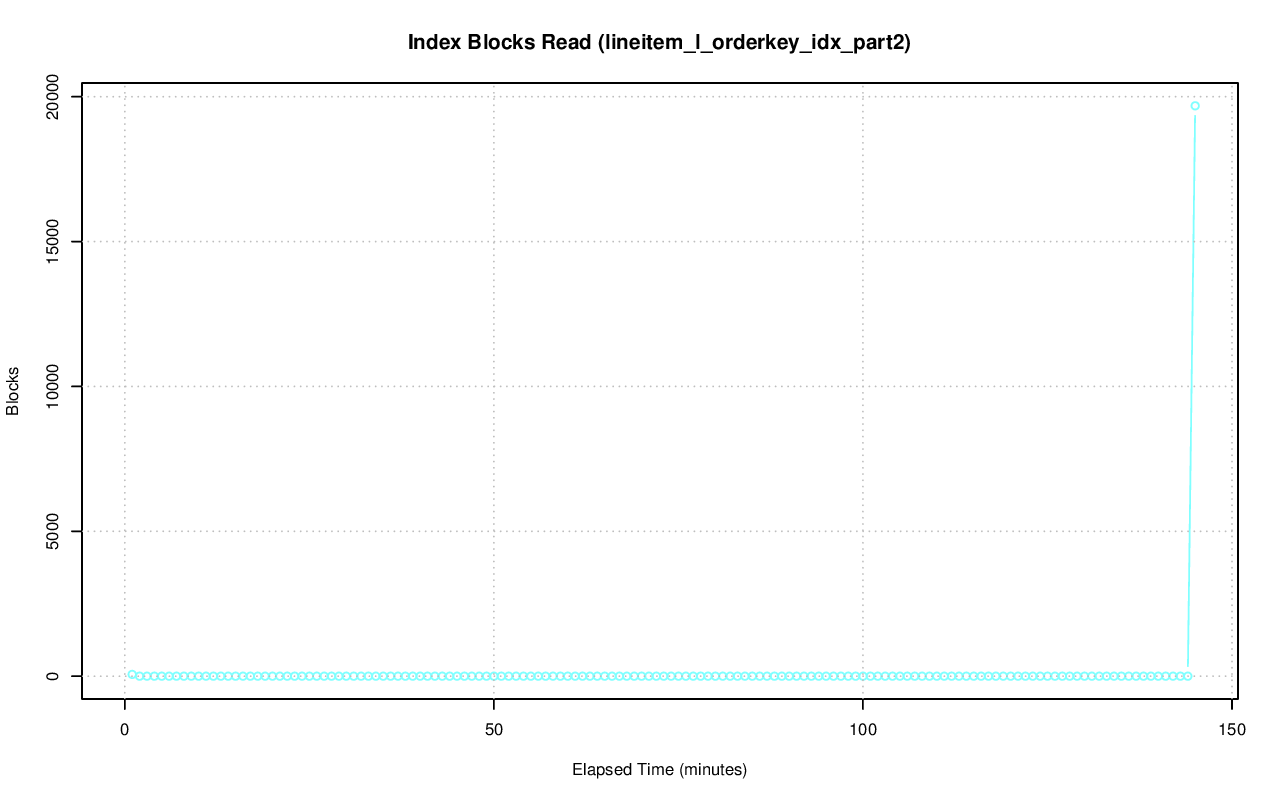 Index Blocks Read (lineitem_l_orderkey_idx_part2)
20000
15000
10000
5000
0
Blocks
0 50 100 150
Elapsed Time (minutes)